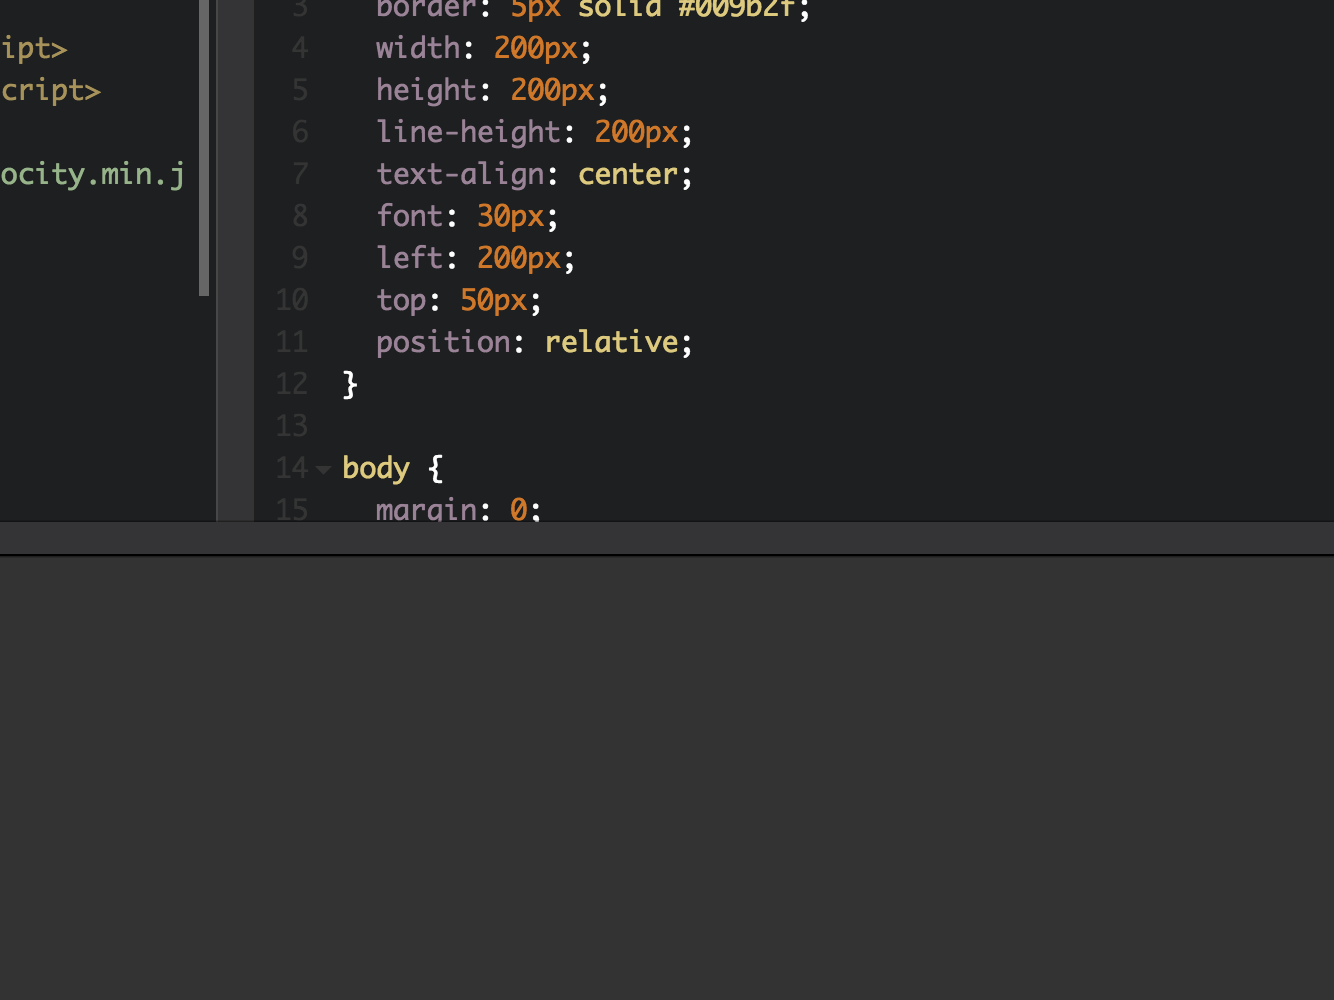 ipt>
cript>
ocity.min.j
3 border: 5px solid #009b2f;
4 width: 200px;
5 height: 200px;
6 line-height: 200px;
7 text-align: center;
8 font: 30px;
9 left: 200px;
10 top: 50px;
11 position: relative;
12 }
13
14 body {
15 margin: 0;